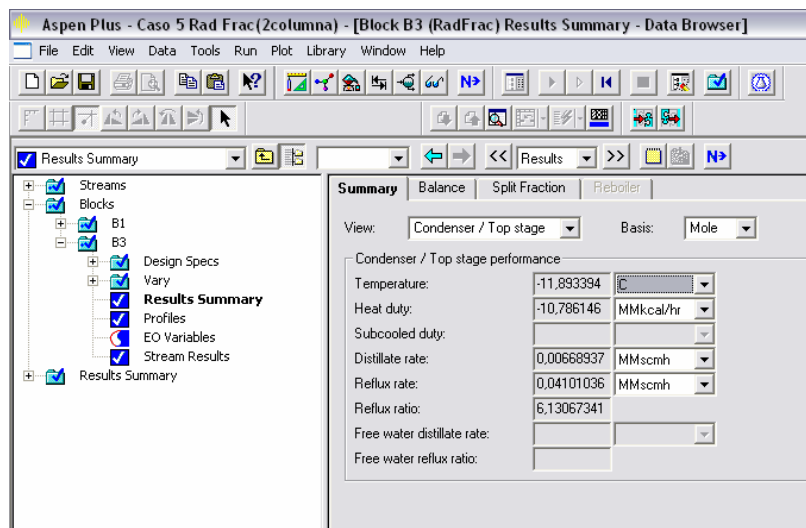 Aspen Plus - Caso 5 Rad Frac(2columna) - [Block B3 (RadFrac) Results Summary - Data Browser]
File Edit View Data Tools Run Plot Library Window Help
N>
Results Summary
<< Results >> N>
Streams
Blocks
B1
B3
Design Specs
Vary
Results Summary
Profiles
EO Variables
Stream Results
Results Summary
Summary Balance Split Fraction Reboiler
View: Condenser / Top stage Basis: Mole
Condenser / Top stage performance
Temperature: -11,893394 C
Heat duty: -10,786146 MMkcal/hr
Subcooled duty:
Distillate rate: 0,00668937 MMscmh
Reflux rate: 0,04101036 MMscmh
Reflux ratio: 6,13067341
Free water distillate rate:
Free water reflux ratio: